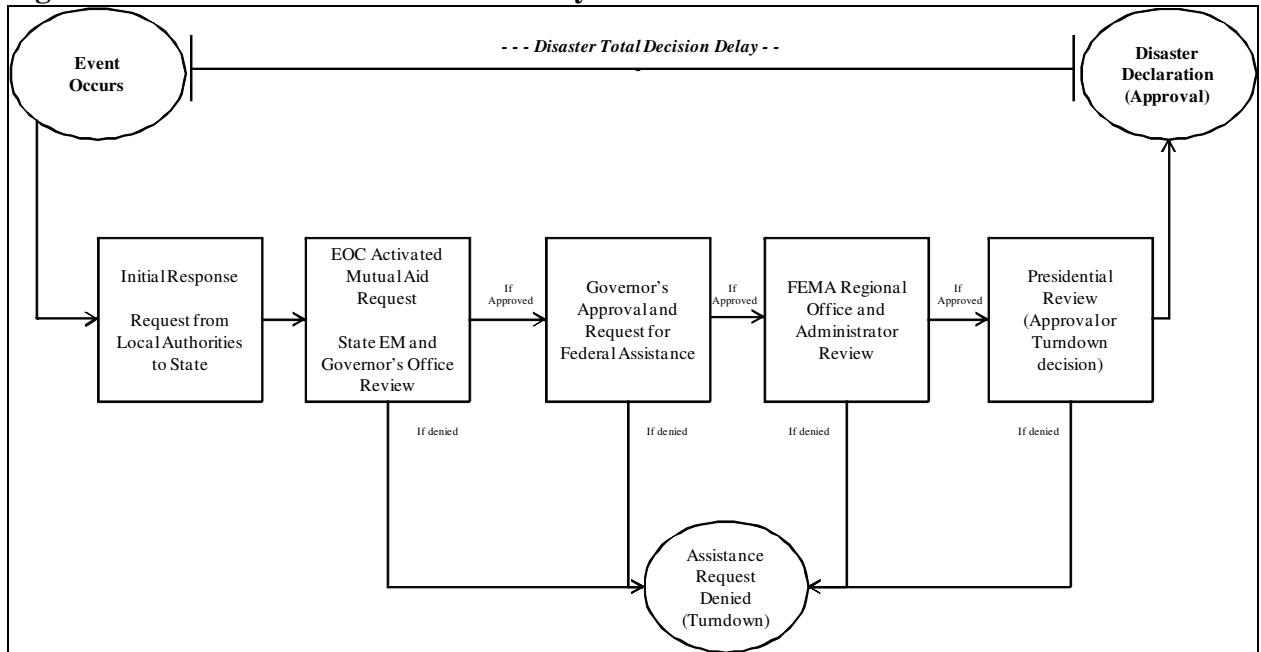 - - - Disaster Total Decision Delay - -
Event
Occurs
Disaster
Declaration
(Approval)
Initial Response
Request from
Local Authorities
to State
EOC Activated
Mutual Aid
Request
State EM and
Governor's Office
Review
If
Approved
Governor's
Approval and
Request for
Federal Assistance
If
Approved
FEMA Regional
Office and
Administrator
Review
If
Approved
Presidential
Review
(Approval or
Turndown
decision)
If denied
If denied
If denied
If denied
Assistance
Request
Denied
(Turndown)